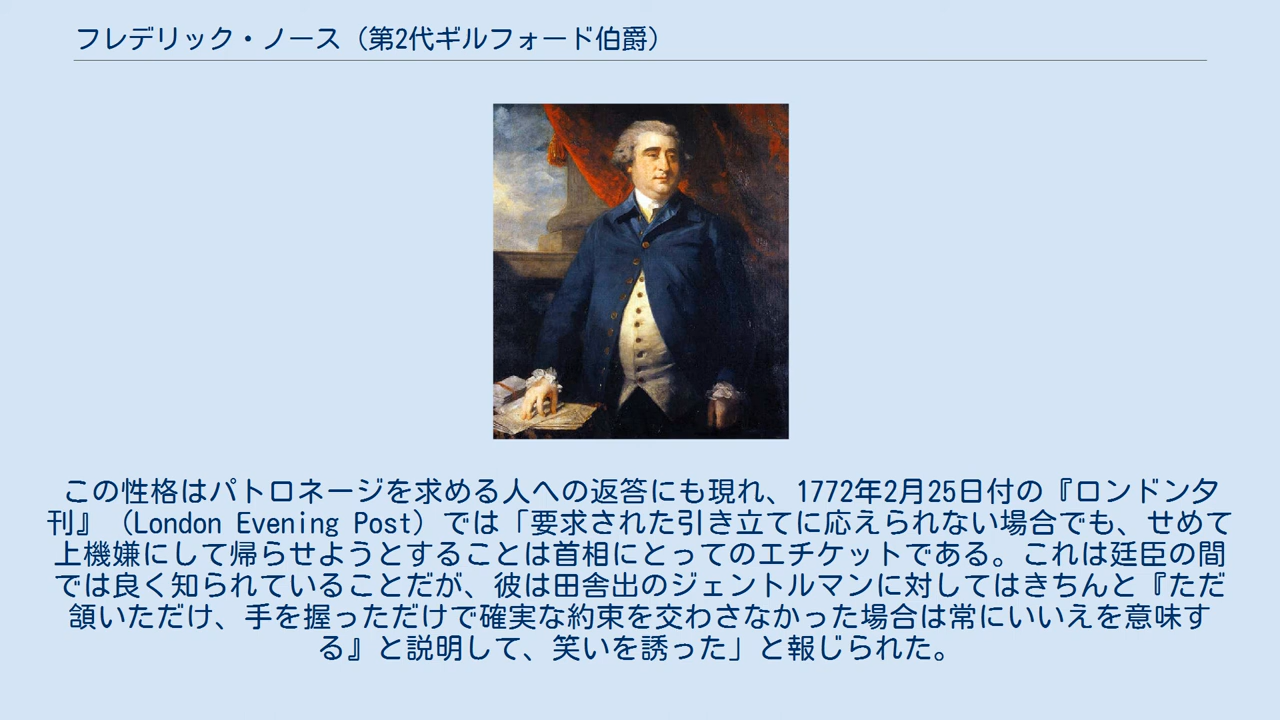 フレデリック・ノース（第2代ギルフォード伯爵）
この性格はパトロネージを求める人への返答にも現れ、1772年2月25日付の『ロンドン夕
刊』（London Evening Post）では「要求された引き立てに応えられない場合でも、せめて
上機嫌にして帰らせようとすることは首相にとってのエチケットである。これは廷臣の間
では良く知られていることだが、彼は田舎出のジェントルマンに対してはきちんと『ただ
頷いただけ、手を握っただけで確実な約束を交わさなかった場合は常にいいえを意味す
る』と説明して、笑いを誘った」と報じられた。